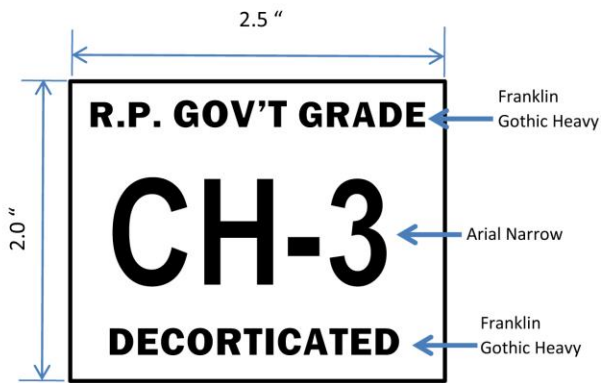 2.5 “
2.0 “
R.P. GOV'T GRADE
Franklin
Gothic Heavy
CH-3
Arial Narrow
DECORTICATED
Franklin
Gothic Heavy